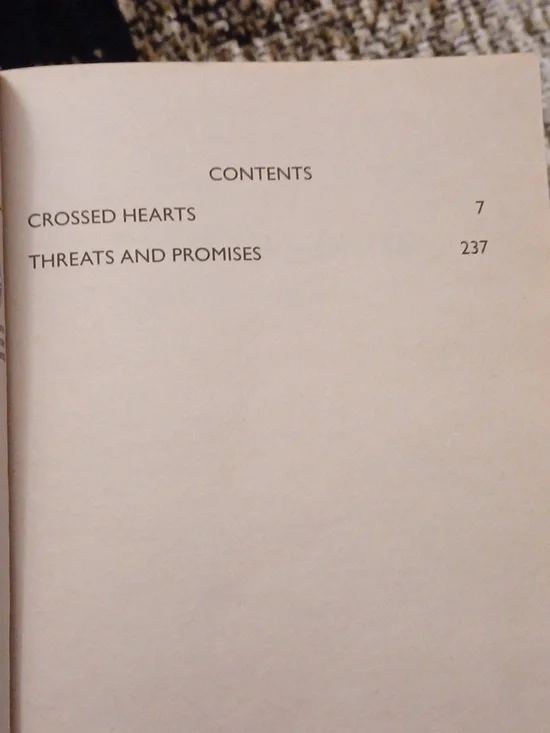 CONTENTS
CROSSED HEARTS 7
THREATS AND PROMISES 237